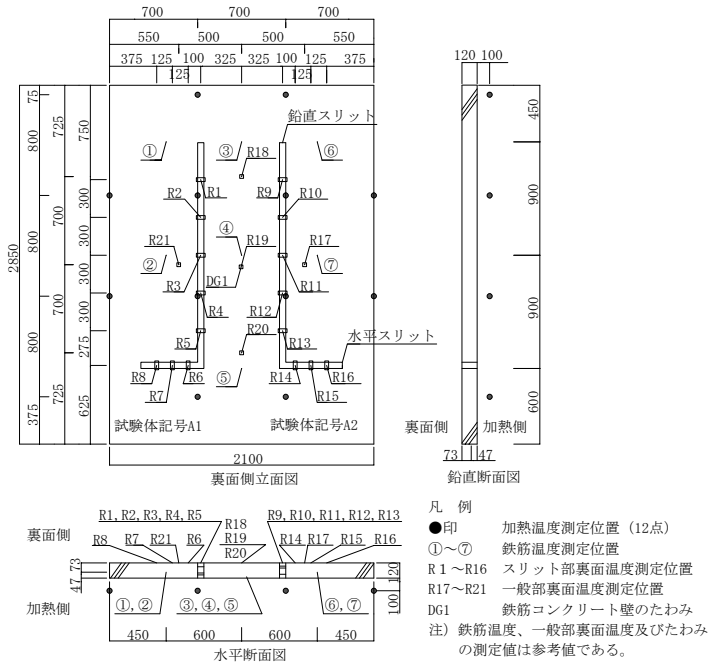 700 700 700
550 500 500 550
375 125 100 325 325 100 125 375
125 125
120 100
2850
800 800 800 375
75
725 700 700 725
750 300 300 300 300 275 625
鉛直スリット
① ③ ⑥
R18
R2 R1 R9 R10
④
R21 R19 R17
② ⑦
R3 DG1 R11
R4 R12
R5 R20 R13
水平スリット
R8 R6 R14 R16
R7 ⑤ R15
試験体記号A1 試験体記号A2
2100
裏面側立面図
450
900
900
600
裏面側 加熱側
73 47
鉛直断面図
R1,R2,R3,R4,R5 R9,R10,R11,R12,R13
R18
R19
R20
裏面側
R8 R7 R21 R6 R14 R17 R15 R16
47 73
120
100
加熱側
①,② ③,④,⑤ ⑥,⑦
450 600 600 450
水平断面図
凡 例
●印 加熱温度測定位置（12点）
①～⑦ 鉄筋温度測定位置
R1～R16 スリット部裏面温度測定位置
R17～R21 一般部裏面温度測定位置
DG1 鉄筋コンクリート壁のたわみ
注）鉄筋温度、一般部裏面温度及びたわみ
の測定値は参考値である。